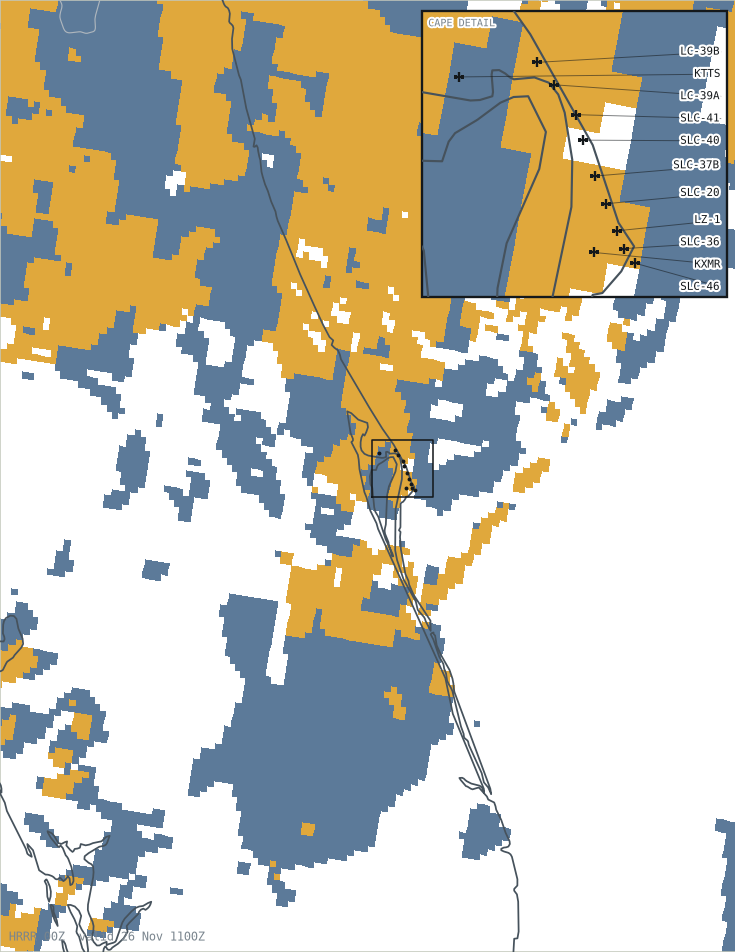 CAPE DETAIL
LC-39B
KTTS
LC-39A
SLC-41
SLC-40
SLC-37B
SLC-20
LZ-1
SLC-36
KXMR
SLC-46
valid 26 Nov 1100Z